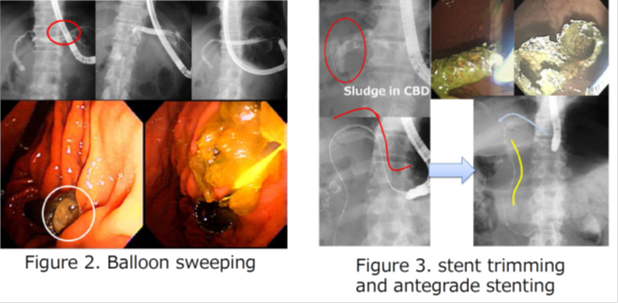 Sludge in CBD
Figure 2. Balloon sweeping
Figure 3. stent trimming
and antegrade stenting